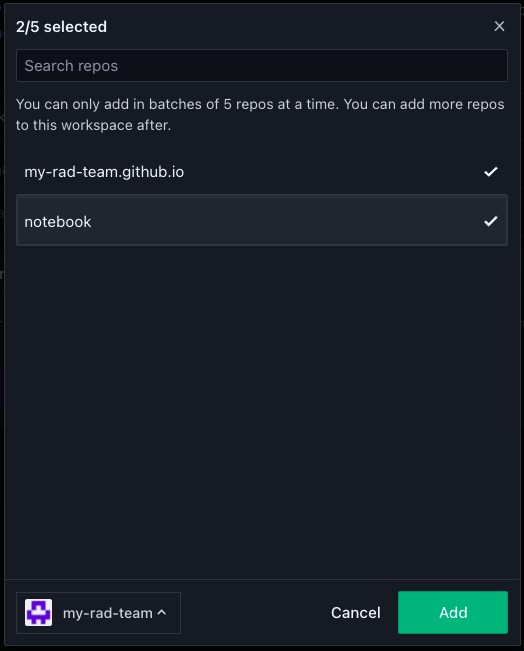 2/5 selected
Search repos
You can only add in batches of 5 repos at a time. You can add more repos
to this workspace after.
my-rad-team.github.io
notebook
my-rad-team
Cancel
Add